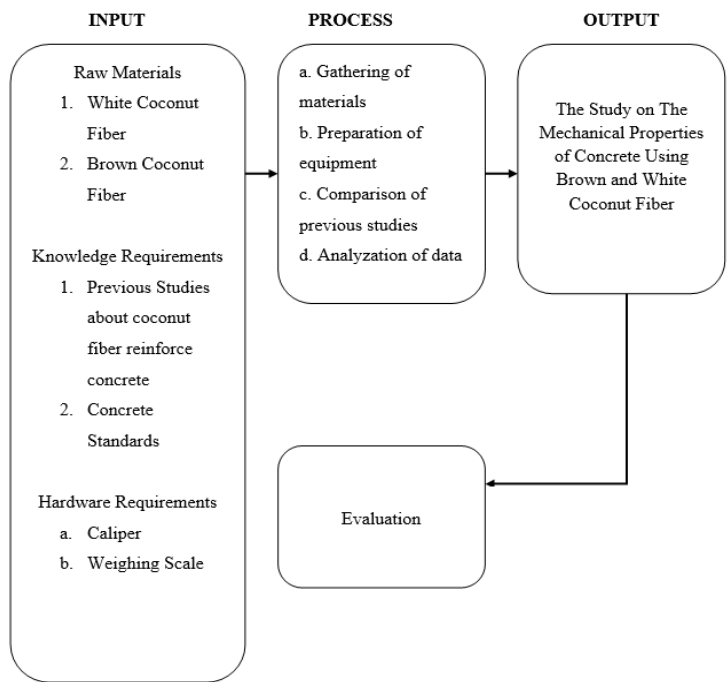 INPUT
Raw Materials
1. White Coconut
Fiber
2. Brown Coconut
Fiber
Knowledge Requirements
1. Previous Studies
about coconut
fiber reinforce
concrete
2. Concrete
Standards
Hardware Requirements
a. Caliper
b. Weighing Scale
PROCESS
a. Gathering of
materials
b. Preparation of
equipment
c. Comparison of
previous studies
d. Analyzation of data
OUTPUT
The Study on The
Mechanical Properties
of Concrete Using
Brown and White
Coconut Fiber
Evaluation